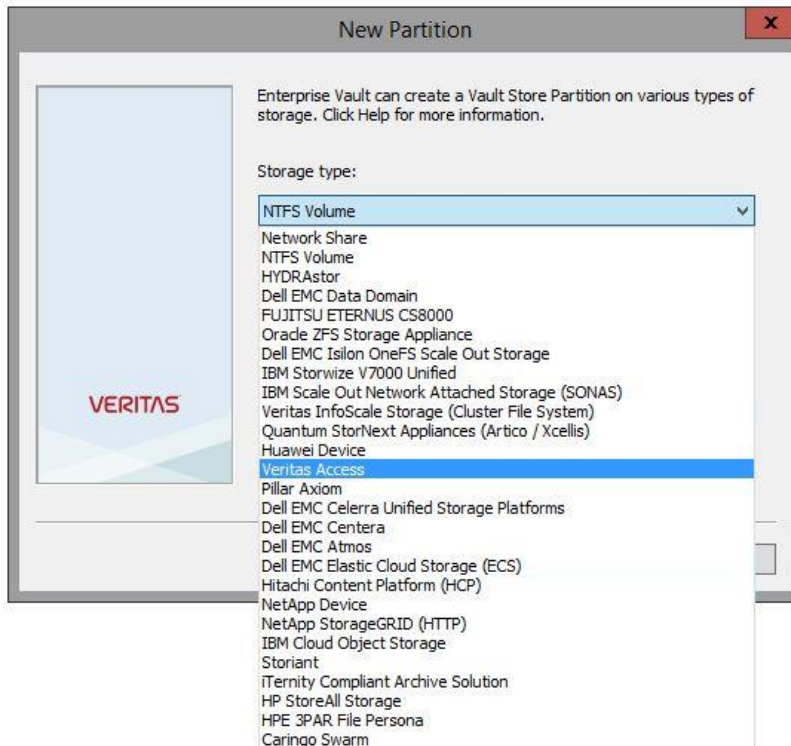 New Partition
x
Enterprise Vault can create a Vault Store Partition on various types of
storage. Click Help for more information.
Storage type:
NTFS Volume
Network Share
NTFS Volume
HYDRAstor
Dell EMC Data Domain
FUJITSU ETERNUS CS8000
Oracle ZFS Storage Appliance
Dell EMC Isilon OneFS Scale Out Storage
IBM Storwize V7000 Unified
IBM Scale Out Network Attached Storage (SONAS)
Veritas InfoScale Storage (Cluster File System)
Quantum StorNext Appliances (Artico / Xcellis)
Huawei Device
Veritas Access
Pillar Axiom
Dell EMC Celerra Unified Storage Platforms
Dell EMC Centera
Dell EMC Atmos
Dell EMC Elastic Cloud Storage (ECS)
Hitachi Content Platform (HCP)
NetApp Device
NetApp StorageGRID (HTTP)
IBM Cloud Object Storage
Storiant
iTernity Compliant Archive Solution
HP StoreAll Storage
HPE 3PAR File Persona
Caringo Swarm
VERITAS